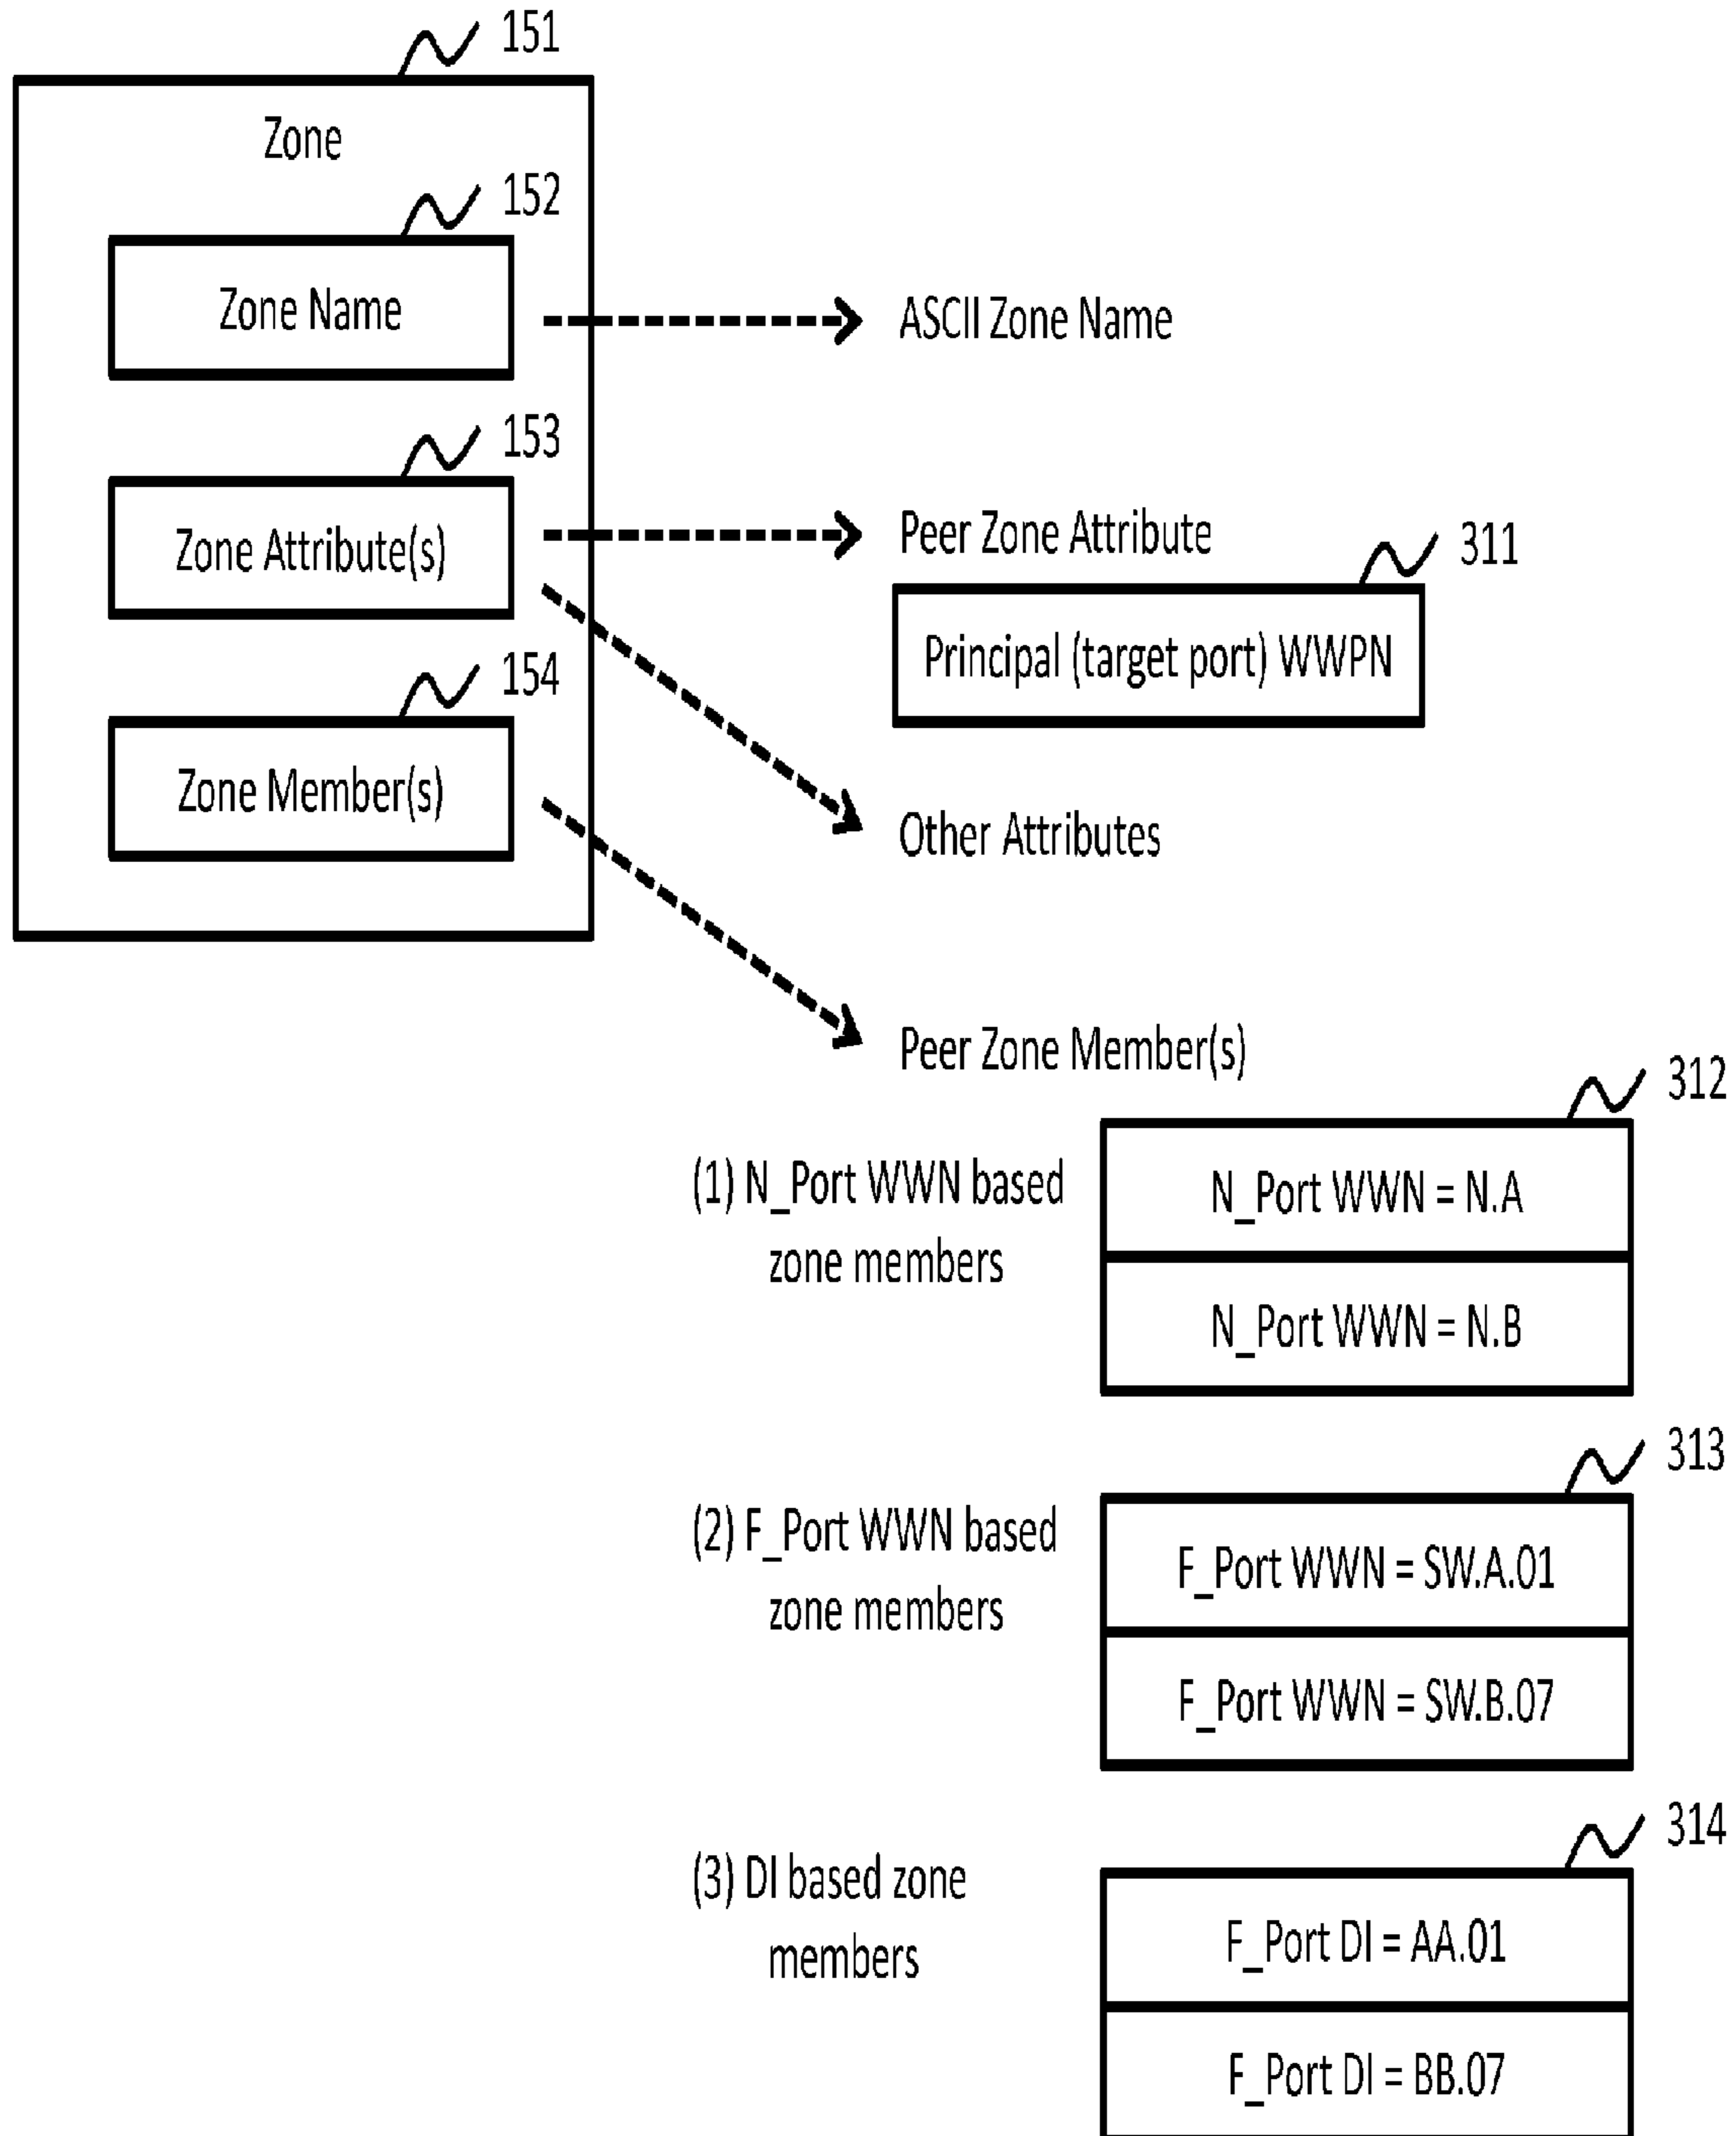 151
Zone
152
Zone Name
ASCII Zone Name
153
Zone Attribute(s)
Peer Zone Attribute
311
Principal (target port) WWPN
154
Zone Member(s)
Other Attributes
Peer Zone Member(s)
312
(1) N_Port WWN based
zone members
N_Port WWN = N.A
N_Port WWN = N.B
313
(2) F_Port WWN based
zone members
F_Port WWN = SW.A.01
F_Port WWN = SW.B.07
314
(3) DI based zone
members
F_Port DI = AA.01
F_Port DI = BB.07